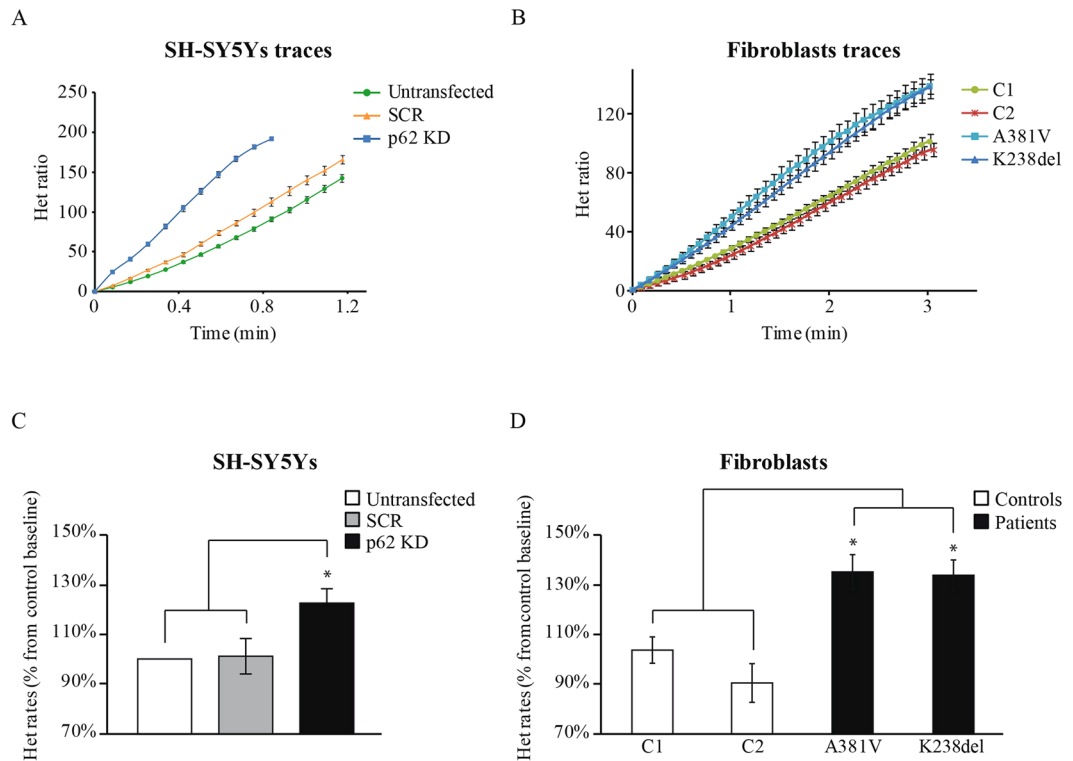 A
SH-SY5Ys traces
Het ratio
250
200
150
100
50
0
0 0.4 0.8 1.2
Time (min)
Untransfected
SCR
p62 KD
B
Fibroblasts traces
Het ratio
120
80
40
0
0 1 2 3
Time (min)
C1
C2
A381V
K238del
C
SH-SY5Ys
Het rates (% from control baseline)
150%
130%
110%
90%
70%
Untransfected
SCR
p62 KD
*
D
Fibroblasts
Het rates (% from control baseline)
150%
130%
110%
90%
70%
Controls
Patients
* *
C1 C2 A381V K238del